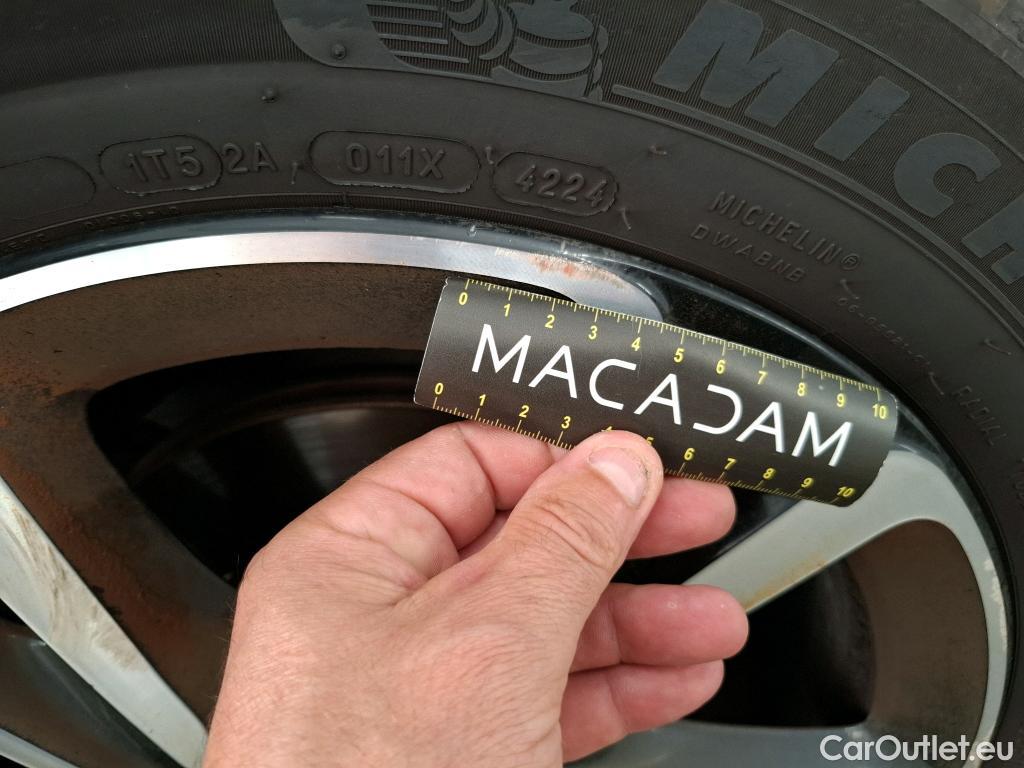 MICH
1T5 2A 011X 4224
MICHELIN®
DWABNB
RADIAL
0 1 2 3 4 5 6 7 8 9 10
MACADAM
0 1 2 3 4 5 6 7 8 9 10
CarOutlet.eu